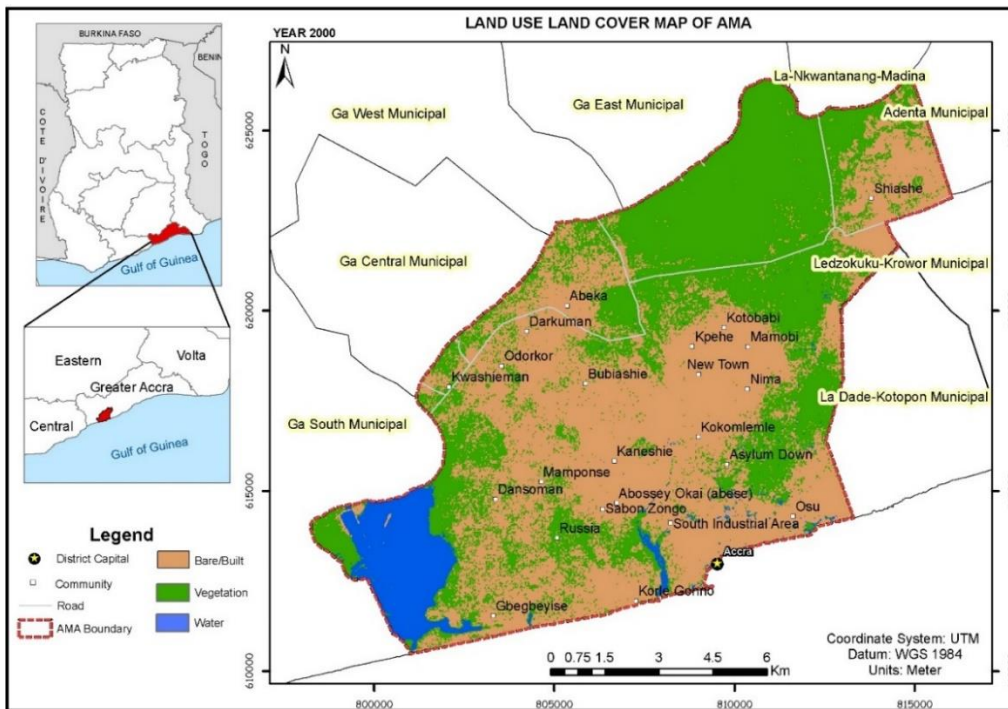 LAND USE LAND COVER MAP OF AMA
YEAR 2000
N
BURKINA FASO
BENIN
COTE D'IVOIRE
TOGO
Gulf of Guinea
Eastern
Volta
Greater Accra
Central
Gulf of Guinea
Legend
District Capital
Community
Road
AMA Boundary
Bare/Built
Vegetation
Water
La-Nkwantanang-Madina
Ga East Municipal
Ga West Municipal
Adenta Municipal
Shiashe
Ga Central Municipal
Ledzokuku-Krowor Municipal
Abeka
Darkuman
Kotobabi
Kpehe
Mamobi
Odorkor
New Town
Kwashieman
Bubiashie
Nima
La Dade-Kotopon Municipal
Ga South Municipal
Kokomlemle
Kaneshie
Asylum Down
Mamponse
Dansoman
Abossey Okai (abose)
Sabon Zongo
Osu
Russia
South Industrial Area
Accra
Korle Gonno
Gbegbeyise
Coordinate System: UTM
Datum: WGS 1984
Units: Meter
0 0.75 1.5 3 4.5 6
Km
625000
620000
615000
610000
800000 805000 810000 815000